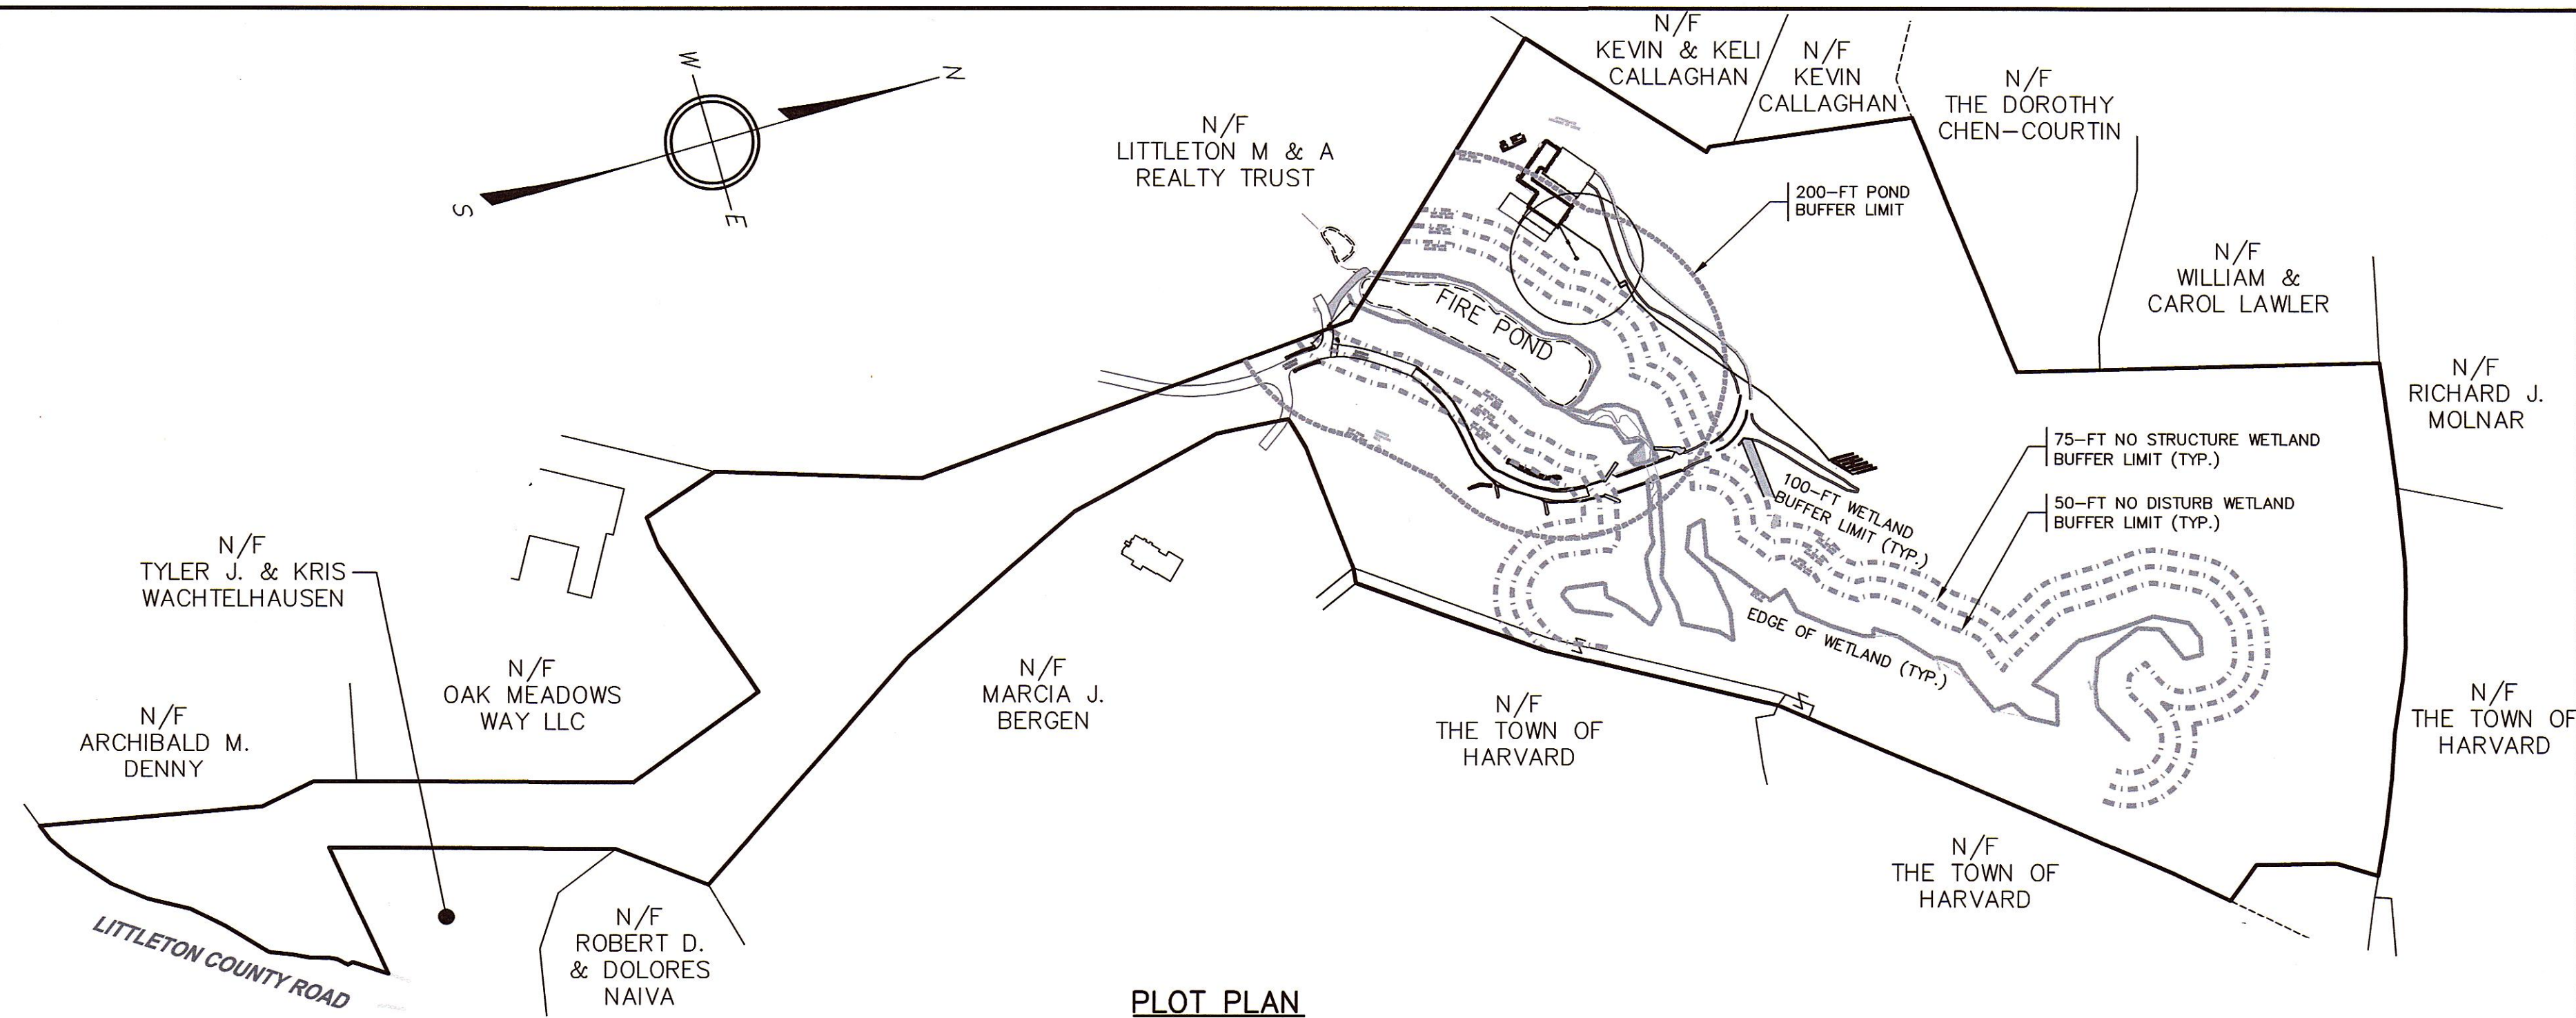 N/F
KEVIN & KELI
CALLAGHAN
N/F
KEVIN
CALLAGHAN
N/F
THE DOROTHY
CHEN-COURTIN
W
N
S
E
N/F
LITTLETON M & A
REALTY TRUST
200-FT POND
BUFFER LIMIT
N/F
WILLIAM &
CAROL LAWLER
FIRE POND
N/F
RICHARD J.
MOLNAR
75-FT NO STRUCTURE WETLAND
BUFFER LIMIT (TYP.)
50-FT NO DISTURB WETLAND
BUFFER LIMIT (TYP.)
100-FT WETLAND
BUFFER LIMIT (TYP.)
EDGE OF WETLAND (TYP.)
N/F
TYLER J. & KRIS
WACHTELHAUSEN
N/F
OAK MEADOWS
WAY LLC
N/F
MARCIA J.
BERGEN
N/F
ARCHIBALD M.
DENNY
N/F
THE TOWN OF
HARVARD
N/F
THE TOWN OF
HARVARD
N/F
THE TOWN OF
HARVARD
N/F
ROBERT D.
& DOLORES
NAIVA
LITTLETON COUNTY ROAD
PLOT PLAN